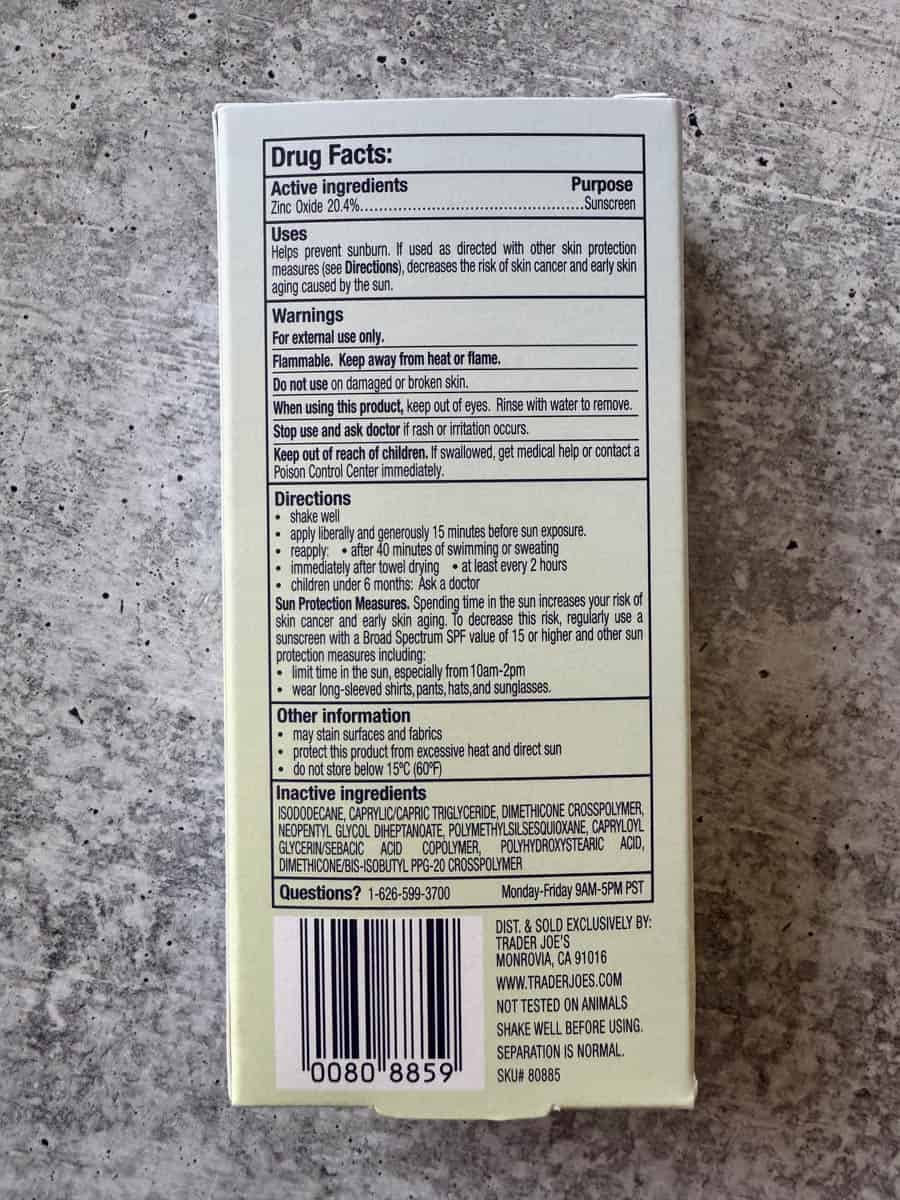 Drug Facts:
Active ingredients Purpose
Zinc Oxide 20.4%......................................................Sunscreen
Uses
Helps prevent sunburn. If used as directed with other skin protection
measures (see Directions), decreases the risk of skin cancer and early skin
aging caused by the sun.
Warnings
For external use only.
Flammable. Keep away from heat or flame.
Do not use on damaged or broken skin.
When using this product, keep out of eyes. Rinse with water to remove.
Stop use and ask doctor if rash or irritation occurs.
Keep out of reach of children. If swallowed, get medical help or contact a
Poison Control Center immediately.
Directions
• shake well
• apply liberally and generously 15 minutes before sun exposure.
• reapply: • after 40 minutes of swimming or sweating
• immediately after towel drying • at least every 2 hours
• children under 6 months: Ask a doctor
Sun Protection Measures. Spending time in the sun increases your risk of
skin cancer and early skin aging. To decrease this risk, regularly use a
sunscreen with a Broad Spectrum SPF value of 15 or higher and other sun
protection measures including:
• limit time in the sun, especially from 10am-2pm
• wear long-sleeved shirts, pants, hats, and sunglasses.
Other information
• may stain surfaces and fabrics
• protect this product from excessive heat and direct sun
• do not store below 15ºC (60ºF)
Inactive ingredients
ISODODECANE, CAPRYLIC/CAPRIC TRIGLYCERIDE, DIMETHICONE CROSSPOLYMER,
NEOPENTYL GLYCOL DIHEPTANOATE, POLYMETHYLSILSESQUIOXANE, CAPRYLOYL
GLYCERIN/SEBACIC ACID COPOLYMER, POLYHYDROXYSTEARIC ACID,
DIMETHICONE/BIS-ISOBUTYL PPG-20 CROSSPOLYMER
Questions? 1-626-599-3700 Monday-Friday 9AM-5PM PST
0080 8859
DIST. & SOLD EXCLUSIVELY BY:
TRADER JOE'S
MONROVIA, CA 91016
WWW.TRADERJOES.COM
NOT TESTED ON ANIMALS
SHAKE WELL BEFORE USING.
SEPARATION IS NORMAL.
SKU# 80885